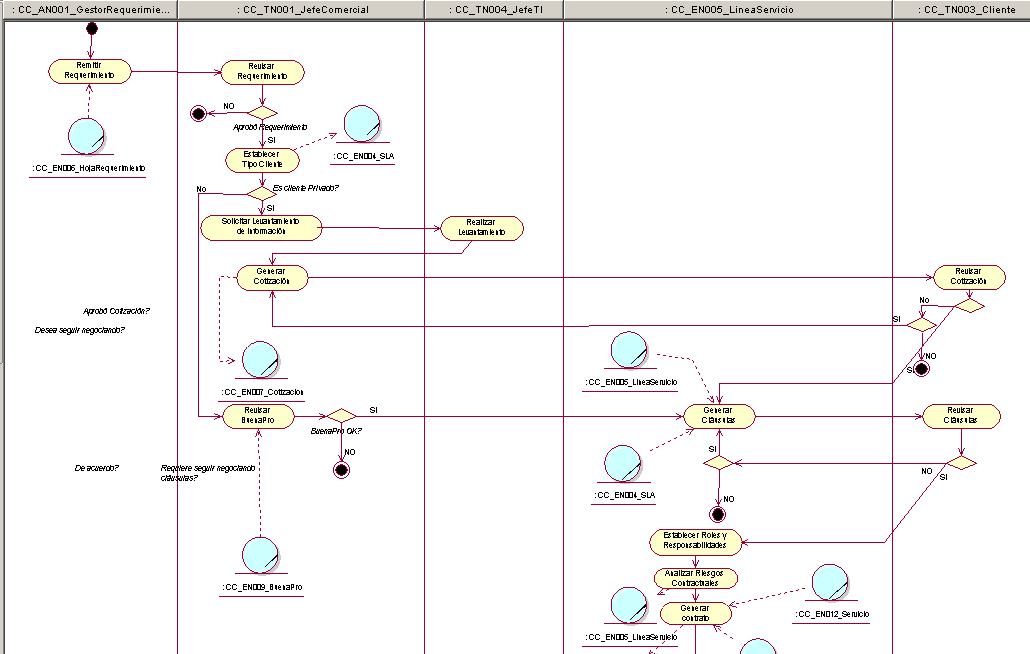 : CC_AN001_GestorRequerimie...
: CC_TN001_JefeComercial
: CC_TN004_JefeTI
: CC_EN005_LineaServicio
: CC_TN003_Cliente
Remitir
Requerimiento
Revisar
Requerimiento
NO
Aprobó Requerimiento
SI
: CC_EN006_HojaRequerimiento
Establecer
Tipo Cliente
: CC_EN004_SLA
No
Es cliente Privado?
SI
Solicitar Levantamiento
de Información
Realizar
Levantamiento
Generar
Cotización
Revisar
Cotización
No
Aprobó Cotización?
SI
Desea seguir negociando?
NO
SI
: CC_EN005_LineaServicio
: CC_EN007_Cotizacion
Revisar
BuenaPro
SI
BuenaPro OK?
NO
Generar
Cláusulas
Revisar
Cláusulas
SI
De acuerdo?
Requiere seguir negociando
cláusulas?
NO
SI
: CC_EN004_SLA
NO
Establecer Roles y
Responsabilidades
Analizar Riesgos
Contractuales
: CC_EN009_BuenaPro
Generar
contrato
: CC_EN012_Servicio
: CC_EN005_LineaServicio